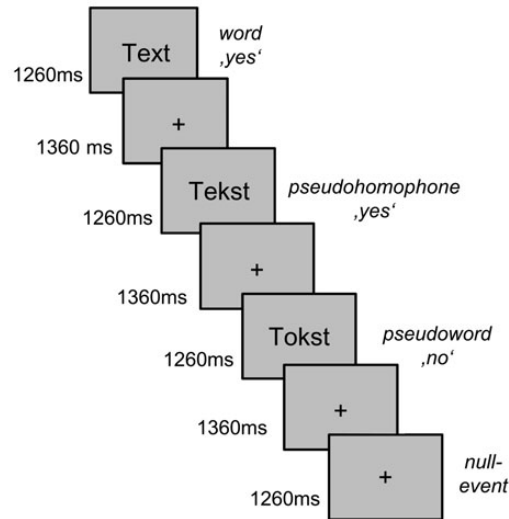 Text
word
‚yes‘
1260ms
+
1360 ms
Tekst
pseudohomophone
‚yes‘
1260ms
+
1360ms
Tokst
pseudoword
‚no‘
1260ms
+
1360ms
+
null-
event
1260ms